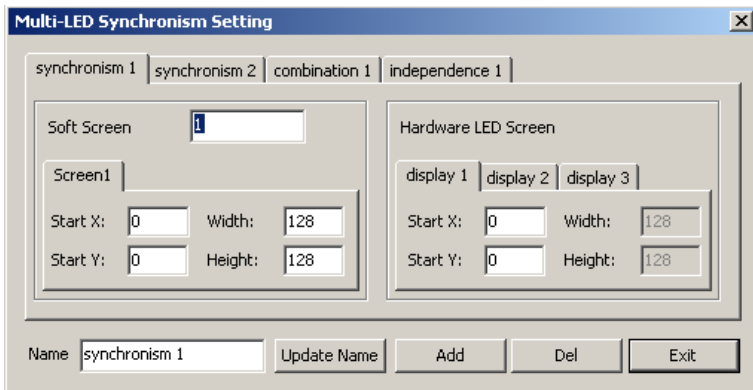 Multi-LED Synchronism Setting
synchronism 1 synchronism 2 combination 1 independence 1
Soft Screen 1
Screen1
Start X: 0 Width: 128
Start Y: 0 Height: 128
Hardware LED Screen
display 1 display 2 display 3
Start X: 0 Width: 128
Start Y: 0 Height: 128
Name synchronism 1 Update Name Add Del Exit